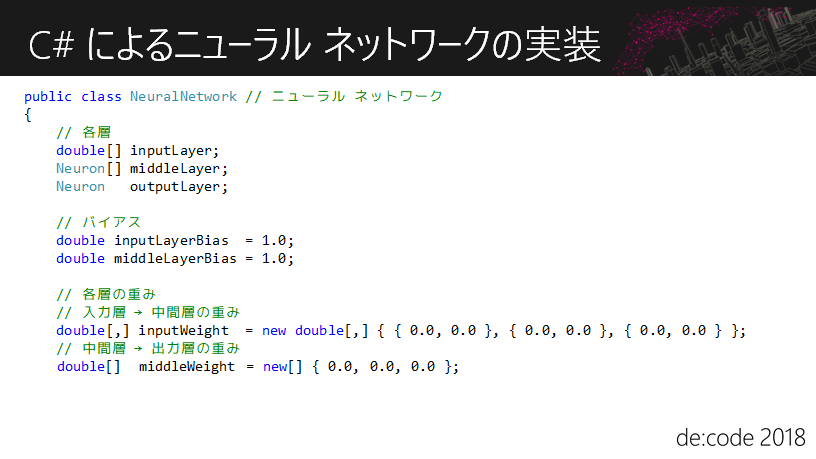 C# によるニューラル ネットワークの実装
public class NeuralNetwork // ニューラル ネットワーク
{
    // 各層
    double[] inputLayer;
    Neuron[] middleLayer;
    Neuron   outputLayer;

    // バイアス
    double inputLayerBias  = 1.0;
    double middleLayerBias = 1.0;

    // 各層の重み
    // 入力層 → 中間層の重み
    double[,] inputWeight  = new double[,] { { 0.0, 0.0 }, { 0.0, 0.0 }, { 0.0, 0.0 } };
    // 中間層 → 出力層の重み
    double[]  middleWeight = new[] { 0.0, 0.0, 0.0 };
de:code 2018